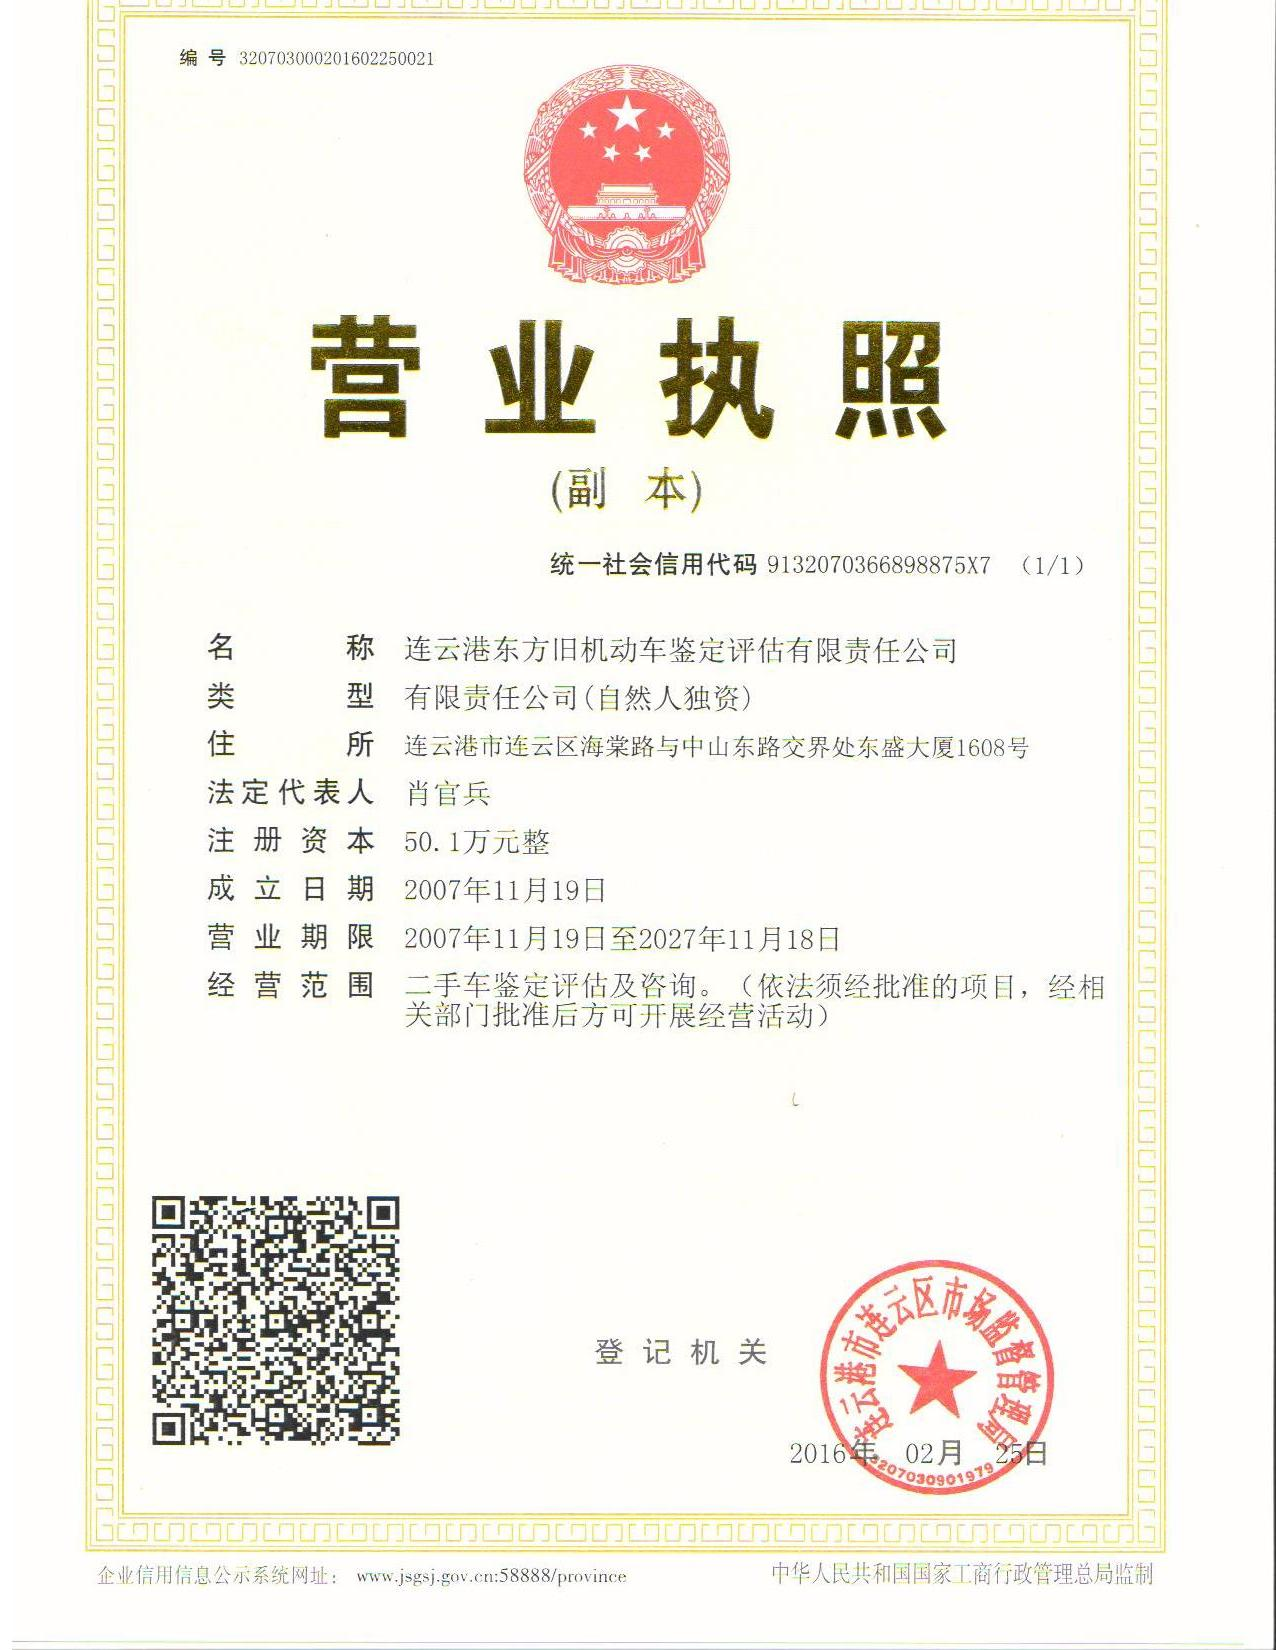 编 号 320703000201602250021
营业执照
(副 本)
统一社会信用代码 9132070366898875X7 （1/1）
名 称 连云港东方旧机动车鉴定评估有限责任公司
类 型 有限责任公司(自然人独资)
住 所 连云港市连云区海棠路与中山东路交界处东盛大厦1608号
法定代表人 肖官兵
注册资本 50.1万元整
成立日期 2007年11月19日
营业期限 2007年11月19日至2027年11月18日
经营范围 二手车鉴定评估及咨询。（依法须经批准的项目，经相
关部门批准后方可开展经营活动）
连云港市连云区市场监督管理局
登记机关
2016年 02月 25日
3207030901979
企业信用信息公示系统网址： www.jsgsj.gov.cn:58888/province
中华人民共和国国家工商行政管理总局监制